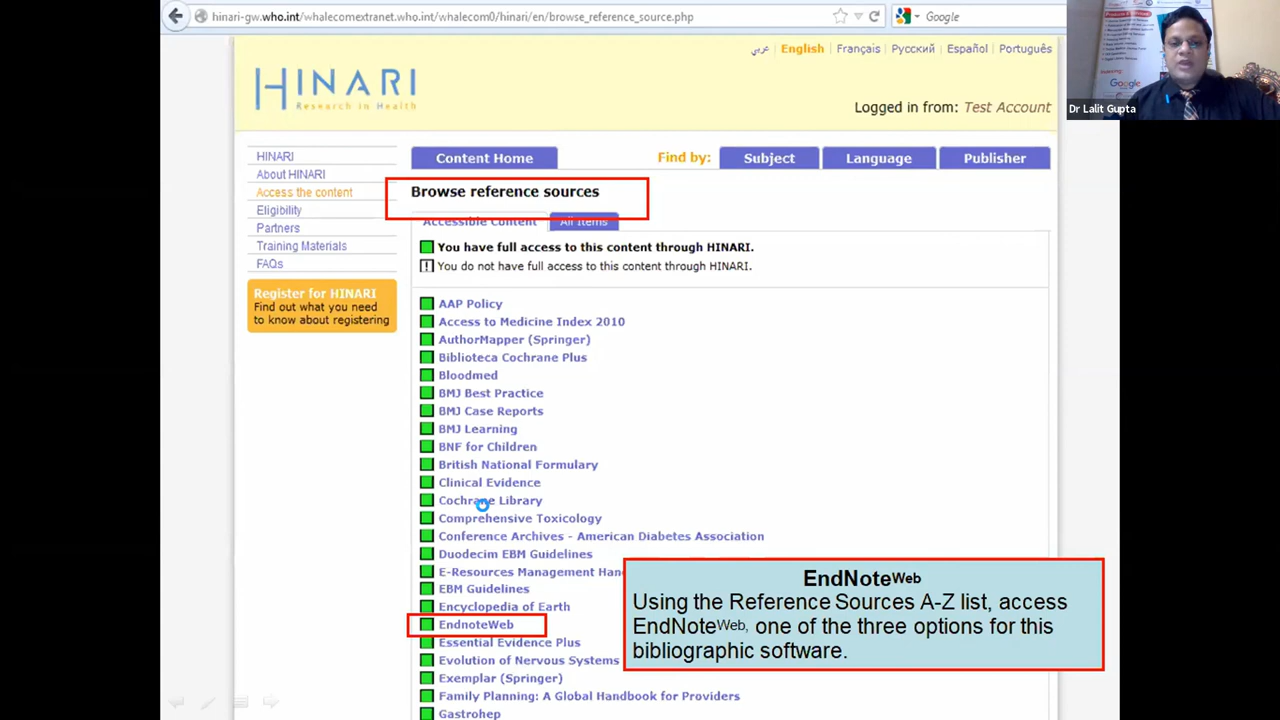 hinari-gw.who.int/whalecomextranet.who.int/whalecom0/hinari/en/browse_reference_source.php
Google
عربي English Français Русский Español Português
HINARI
Research in Health
Logged in from: Test Account
Google
Dr Lalit Gupta
HINARI
About HINARI
Access the content
Eligibility
Partners
Training Materials
FAQs
Register for HINARI
Find out what you need
to know about registering
Content Home Find by: Subject Language Publisher
Browse reference sources
Accessible Content All Items
You have full access to this content through HINARI.
! You do not have full access to this content through HINARI.
AAP Policy
Access to Medicine Index 2010
AuthorMapper (Springer)
Biblioteca Cochrane Plus
Bloodmed
BMJ Best Practice
BMJ Case Reports
BMJ Learning
BNF for Children
British National Formulary
Clinical Evidence
Cochrane Library
Comprehensive Toxicology
Conference Archives - American Diabetes Association
Duodecim EBM Guidelines
E-Resources Management Han
EBM Guidelines
Encyclopedia of Earth
EndnoteWeb
Essential Evidence Plus
Evolution of Nervous Systems
Exemplar (Springer)
Family Planning: A Global Handbook for Providers
Gastrohep
EndNoteWeb
Using the Reference Sources A-Z list, access
EndNoteWeb, one of the three options for this
bibliographic software.